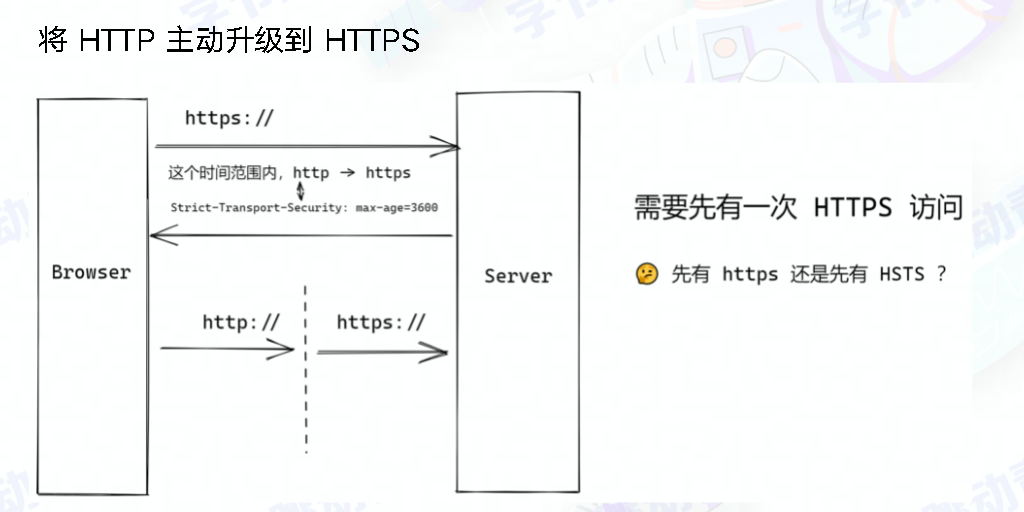 将 HTTP 主动升级到 HTTPS
https://
这个时间范围内，http → https
Strict-Transport-Security: max-age=3600
Browser
Server
http://
https://
需要先有一次 HTTPS 访问
🤔 先有 https 还是先有 HSTS ？